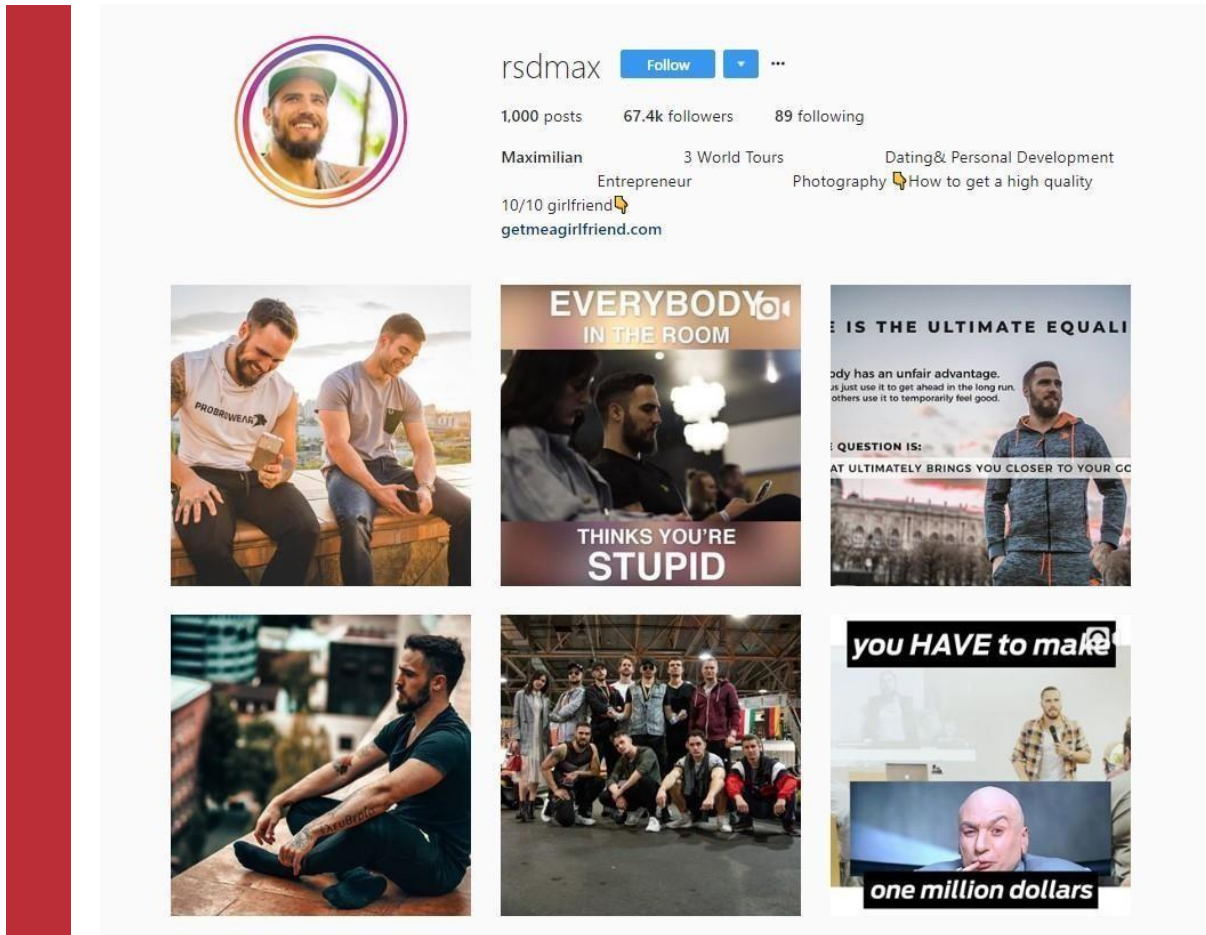 rsdmax Follow
1,000 posts 67.4k followers 89 following
Maximilian 3 World Tours Dating& Personal Development
Entrepreneur Photography 👇How to get a high quality
10/10 girlfriend👇
getmeagirlfriend.com
PROBROWEAR
EVERYBODY
IN THE ROOM
THINKS YOU'RE
STUPID
IS THE ULTIMATE EQUALI
ody has an unfair advantage.
us just use it to get ahead in the long run.
others use it to temporarily feel good.
QUESTION IS:
AT ULTIMATELY BRINGS YOU CLOSER TO YOUR GO
you HAVE to make
one million dollars